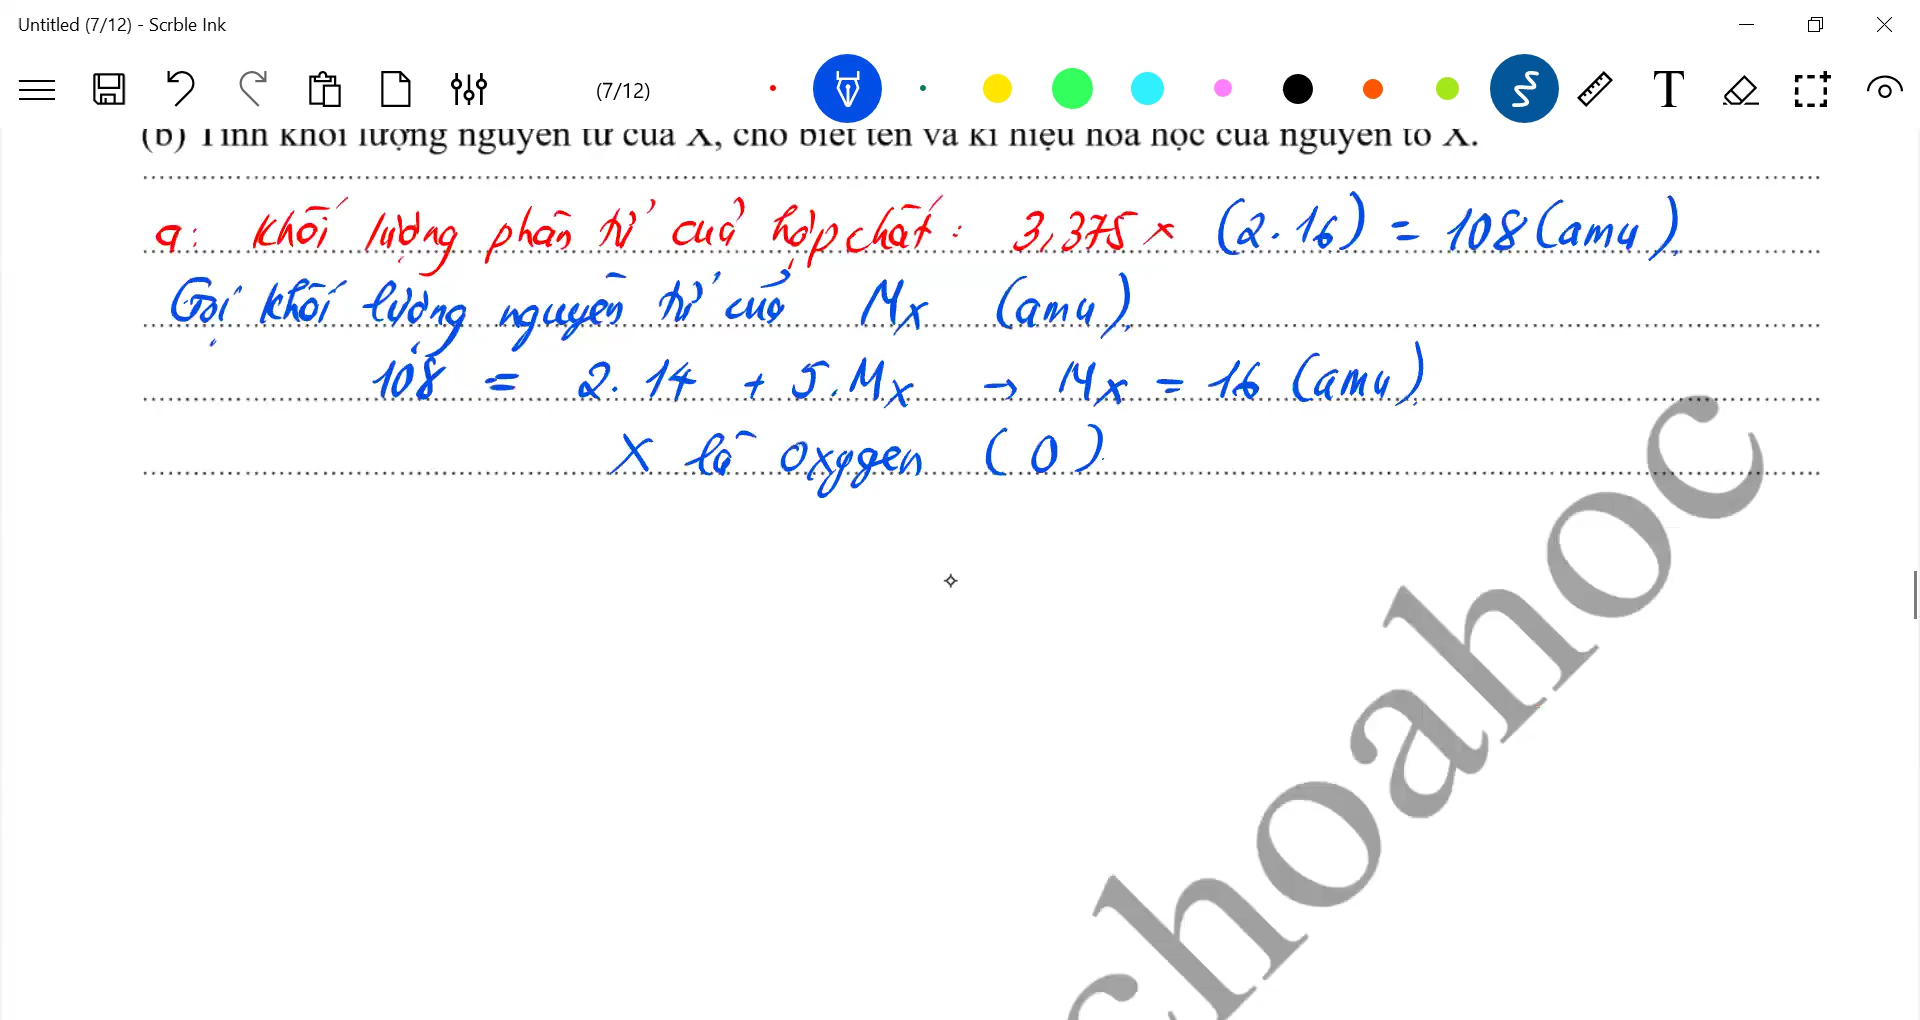 Untitled (7/12) - Scrble Ink
(7/12)
T
(b) Tính khối lượng nguyên tử của X, cho biết tên và kí hiệu hoá học của nguyên tố X.
a: Khối lượng phân tử của hợp chất: 3,375 × (2.16) = 108 (amu)
Gọi khối lượng nguyên tử của Mx (amu)
108 = 2.14 + 5.Mx → Mx = 16 (amu)
X là oxygen (O)
choahoc